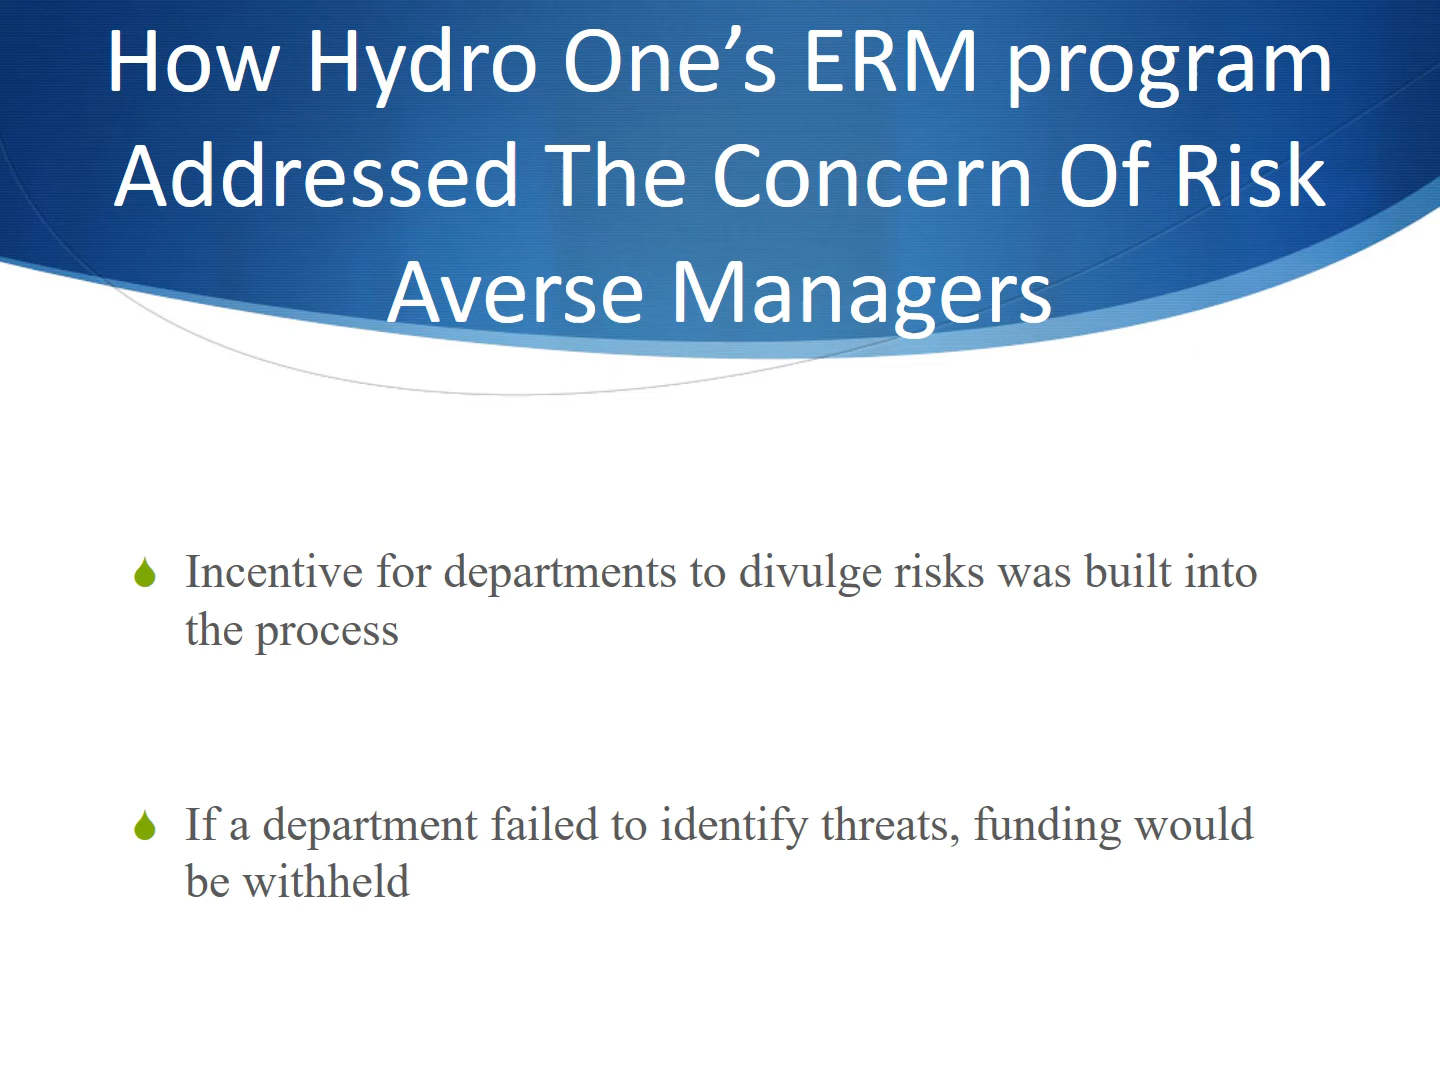 How Hydro One’s ERM program
Addressed The Concern Of Risk
Averse Managers
Incentive for departments to divulge risks was built into
the process
If a department failed to identify threats, funding would
be withheld